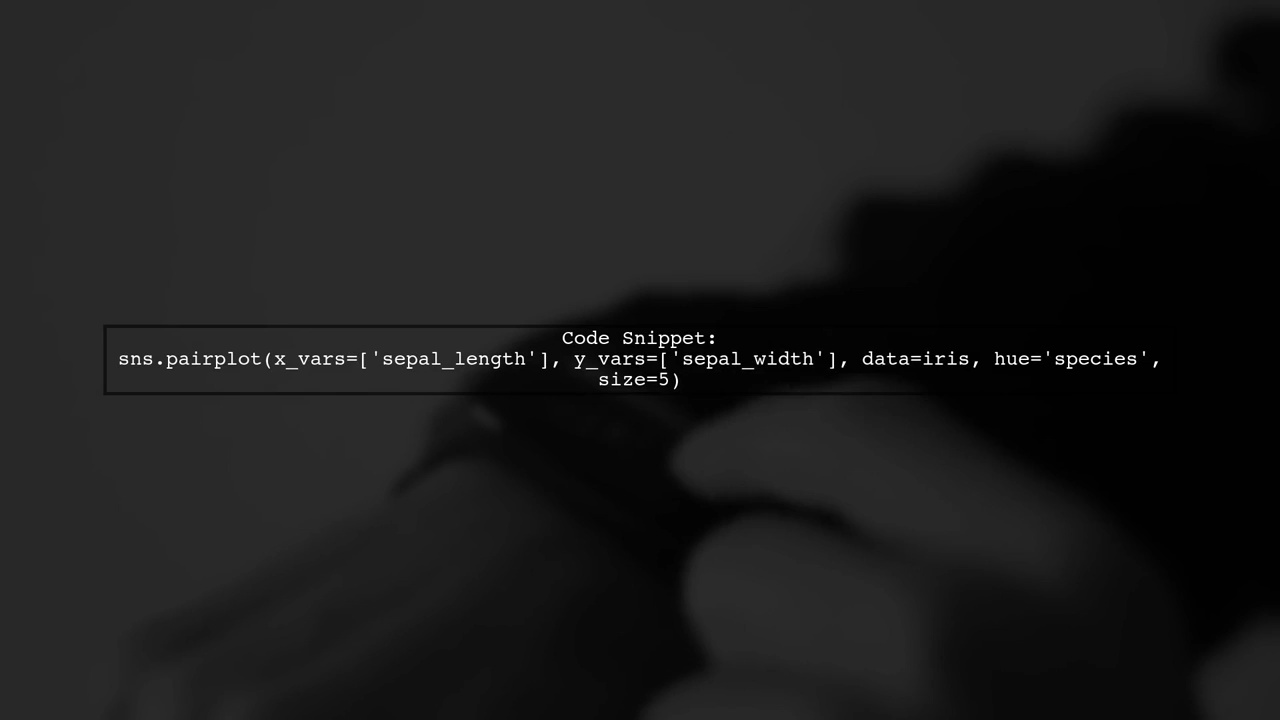 Code Snippet:
sns.pairplot(x_vars=['sepal_length'], y_vars=['sepal_width'], data=iris, hue='species',
size=5)